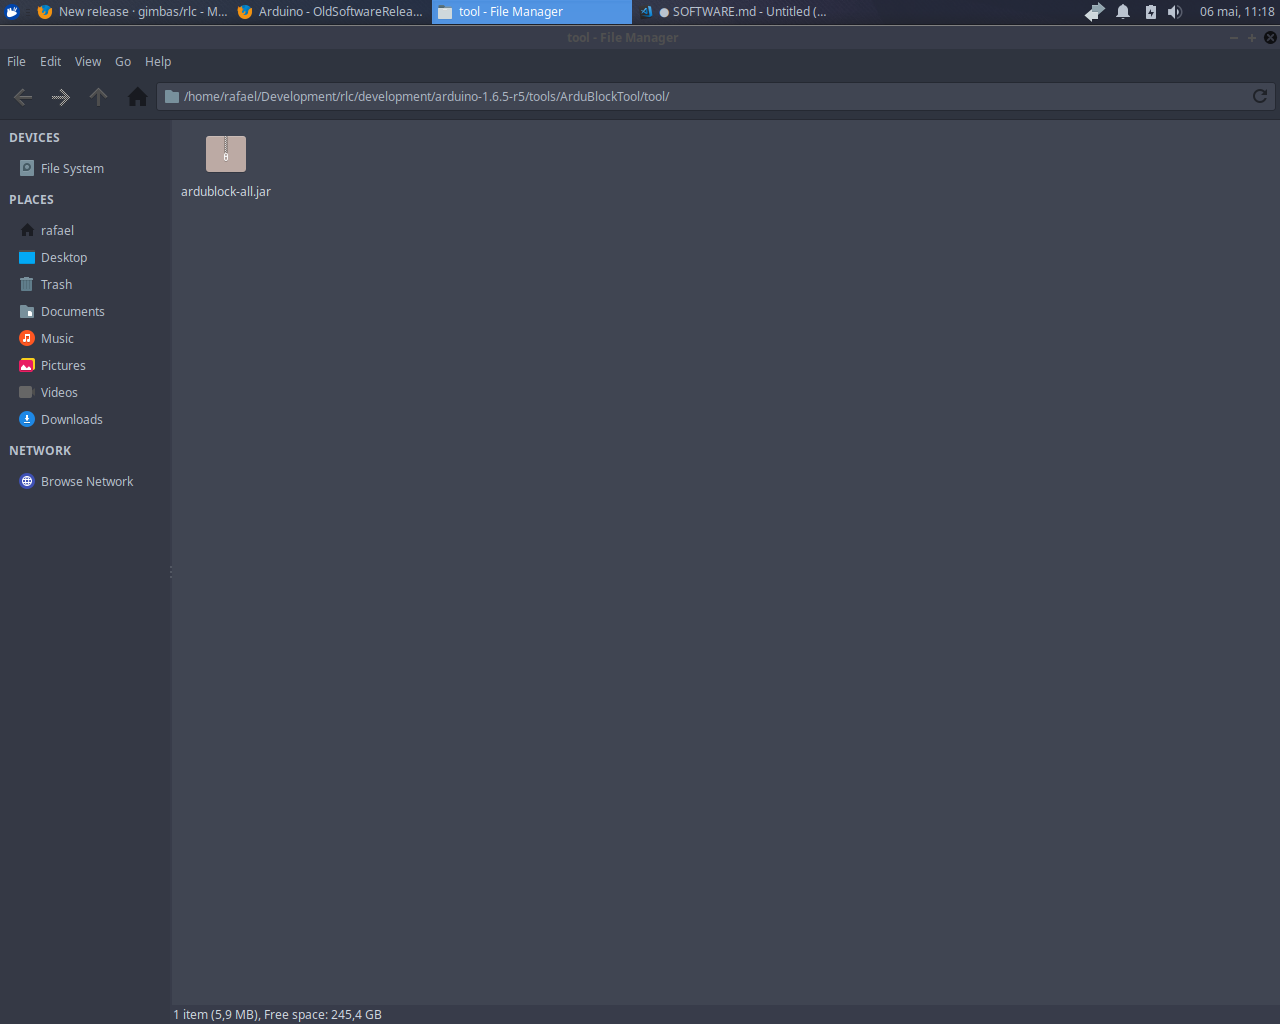 New release · gimbas/rlc - M... Arduino - OldSoftwareRelea... tool - File Manager SOFTWARE.md - Untitled (... 06 mai, 11:18
tool - File Manager
File Edit View Go Help
/home/rafael/Development/rlc/development/arduino-1.6.5-r5/tools/ArduBlockTool/tool/
DEVICES
File System
PLACES
rafael
Desktop
Trash
Documents
Music
Pictures
Videos
Downloads
NETWORK
Browse Network
ardublock-all.jar
1 item (5,9 MB), Free space: 245,4 GB